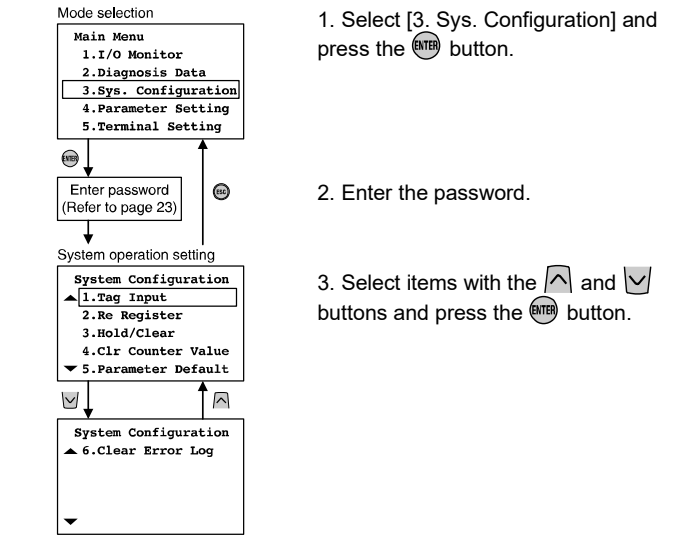 Mode selection
Main Menu
1.I/O Monitor
2.Diagnosis Data
3.Sys. Configuration
4.Parameter Setting
5.Terminal Setting
ENTER
ESC
Enter password
(Refer to page 23)
System operation setting
System Configuration
1.Tag Input
2.Re Register
3.Hold/Clear
4.Clr Counter Value
5.Parameter Default
System Configuration
6.Clear Error Log
1. Select [3. Sys. Configuration] and
press the ENTER button.
2. Enter the password.
3. Select items with the and
buttons and press the ENTER button.